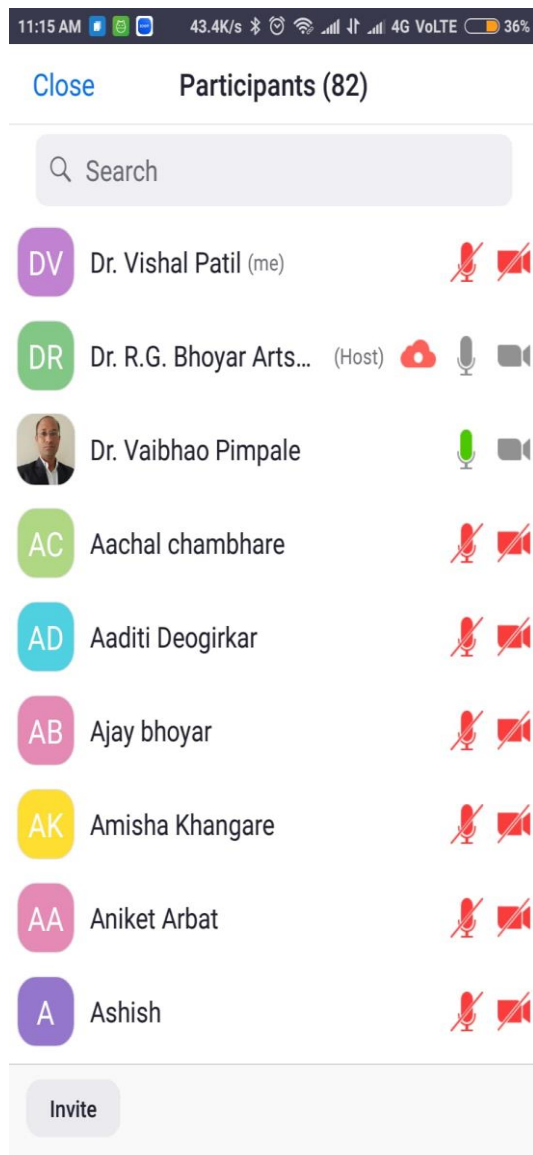 11:15 AM 43.4K/s 4G VoLTE 36%
Close Participants (82)
Search
DV Dr. Vishal Patil (me)
DR Dr. R.G. Bhoyar Arts... (Host)
Dr. Vaibhao Pimpale
AC Aachal chambhare
AD Aaditi Deogirkar
AB Ajay bhoyar
AK Amisha Khangare
AA Aniket Arbat
A Ashish
Invite